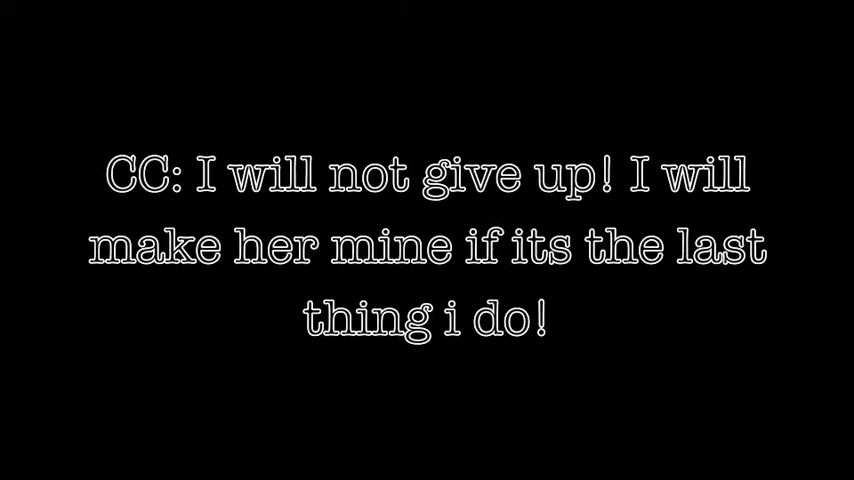 CC: I will not give up! I will
make her mine if its the last
thing i do!